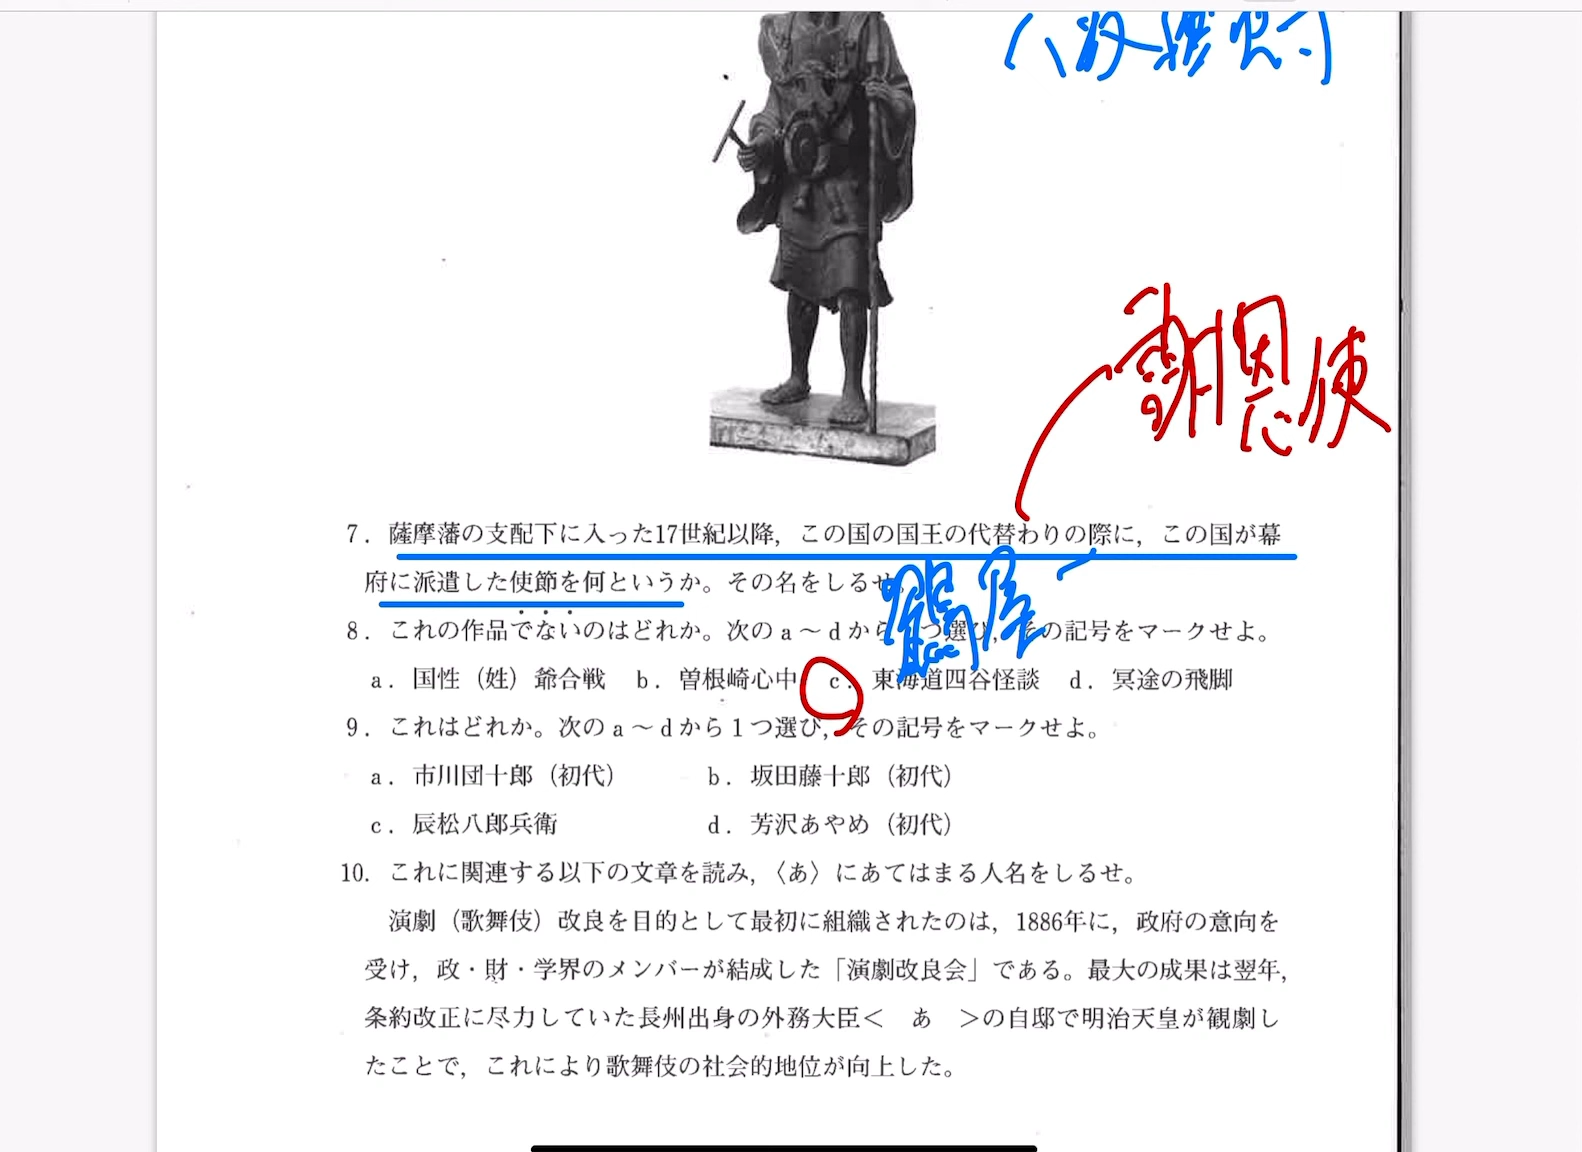 謝恩使
7．薩摩藩の支配下に入った17世紀以降，この国の国王の代替わりの際に，この国が幕
府に派遣した使節を何というか。その名をしるせ。
8．これの作品でないのはどれか。次のa～dから1つ選び，その記号をマークせよ。
a．国性（姓）爺合戦　b．曽根崎心中　c．東海道四谷怪談　d．冥途の飛脚
9．これはどれか。次のa～dから1つ選び，その記号をマークせよ。
a．市川団十郎（初代）　b．坂田藤十郎（初代）
c．辰松八郎兵衛　d．芳沢あやめ（初代）
10．これに関連する以下の文章を読み，〈あ〉にあてはまる人名をしるせ。
演劇（歌舞伎）改良を目的として最初に組織されたのは，1886年に，政府の意向を
受け，政・財・学界のメンバーが結成した「演劇改良会」である。最大の成果は翌年，
条約改正に尽力していた長州出身の外務大臣＜　あ　＞の自邸で明治天皇が観劇し
たことで，これにより歌舞伎の社会的地位が向上した。